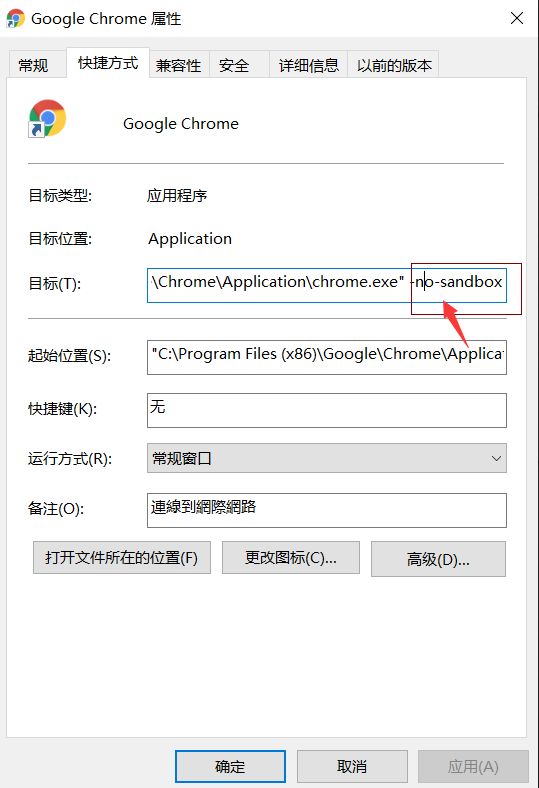 Google Chrome 属性
常规 快捷方式 兼容性 安全 详细信息 以前的版本
Google Chrome
目标类型: 应用程序
目标位置: Application
目标(T): \Chrome\Application\chrome.exe" -no-sandbox
起始位置(S): "C:\Program Files (x86)\Google\Chrome\Applicat
快捷键(K): 无
运行方式(R): 常规窗口
备注(O): 連線到網際網路
打开文件所在的位置(F) 更改图标(C)... 高级(D)...
确定 取消 应用(A)